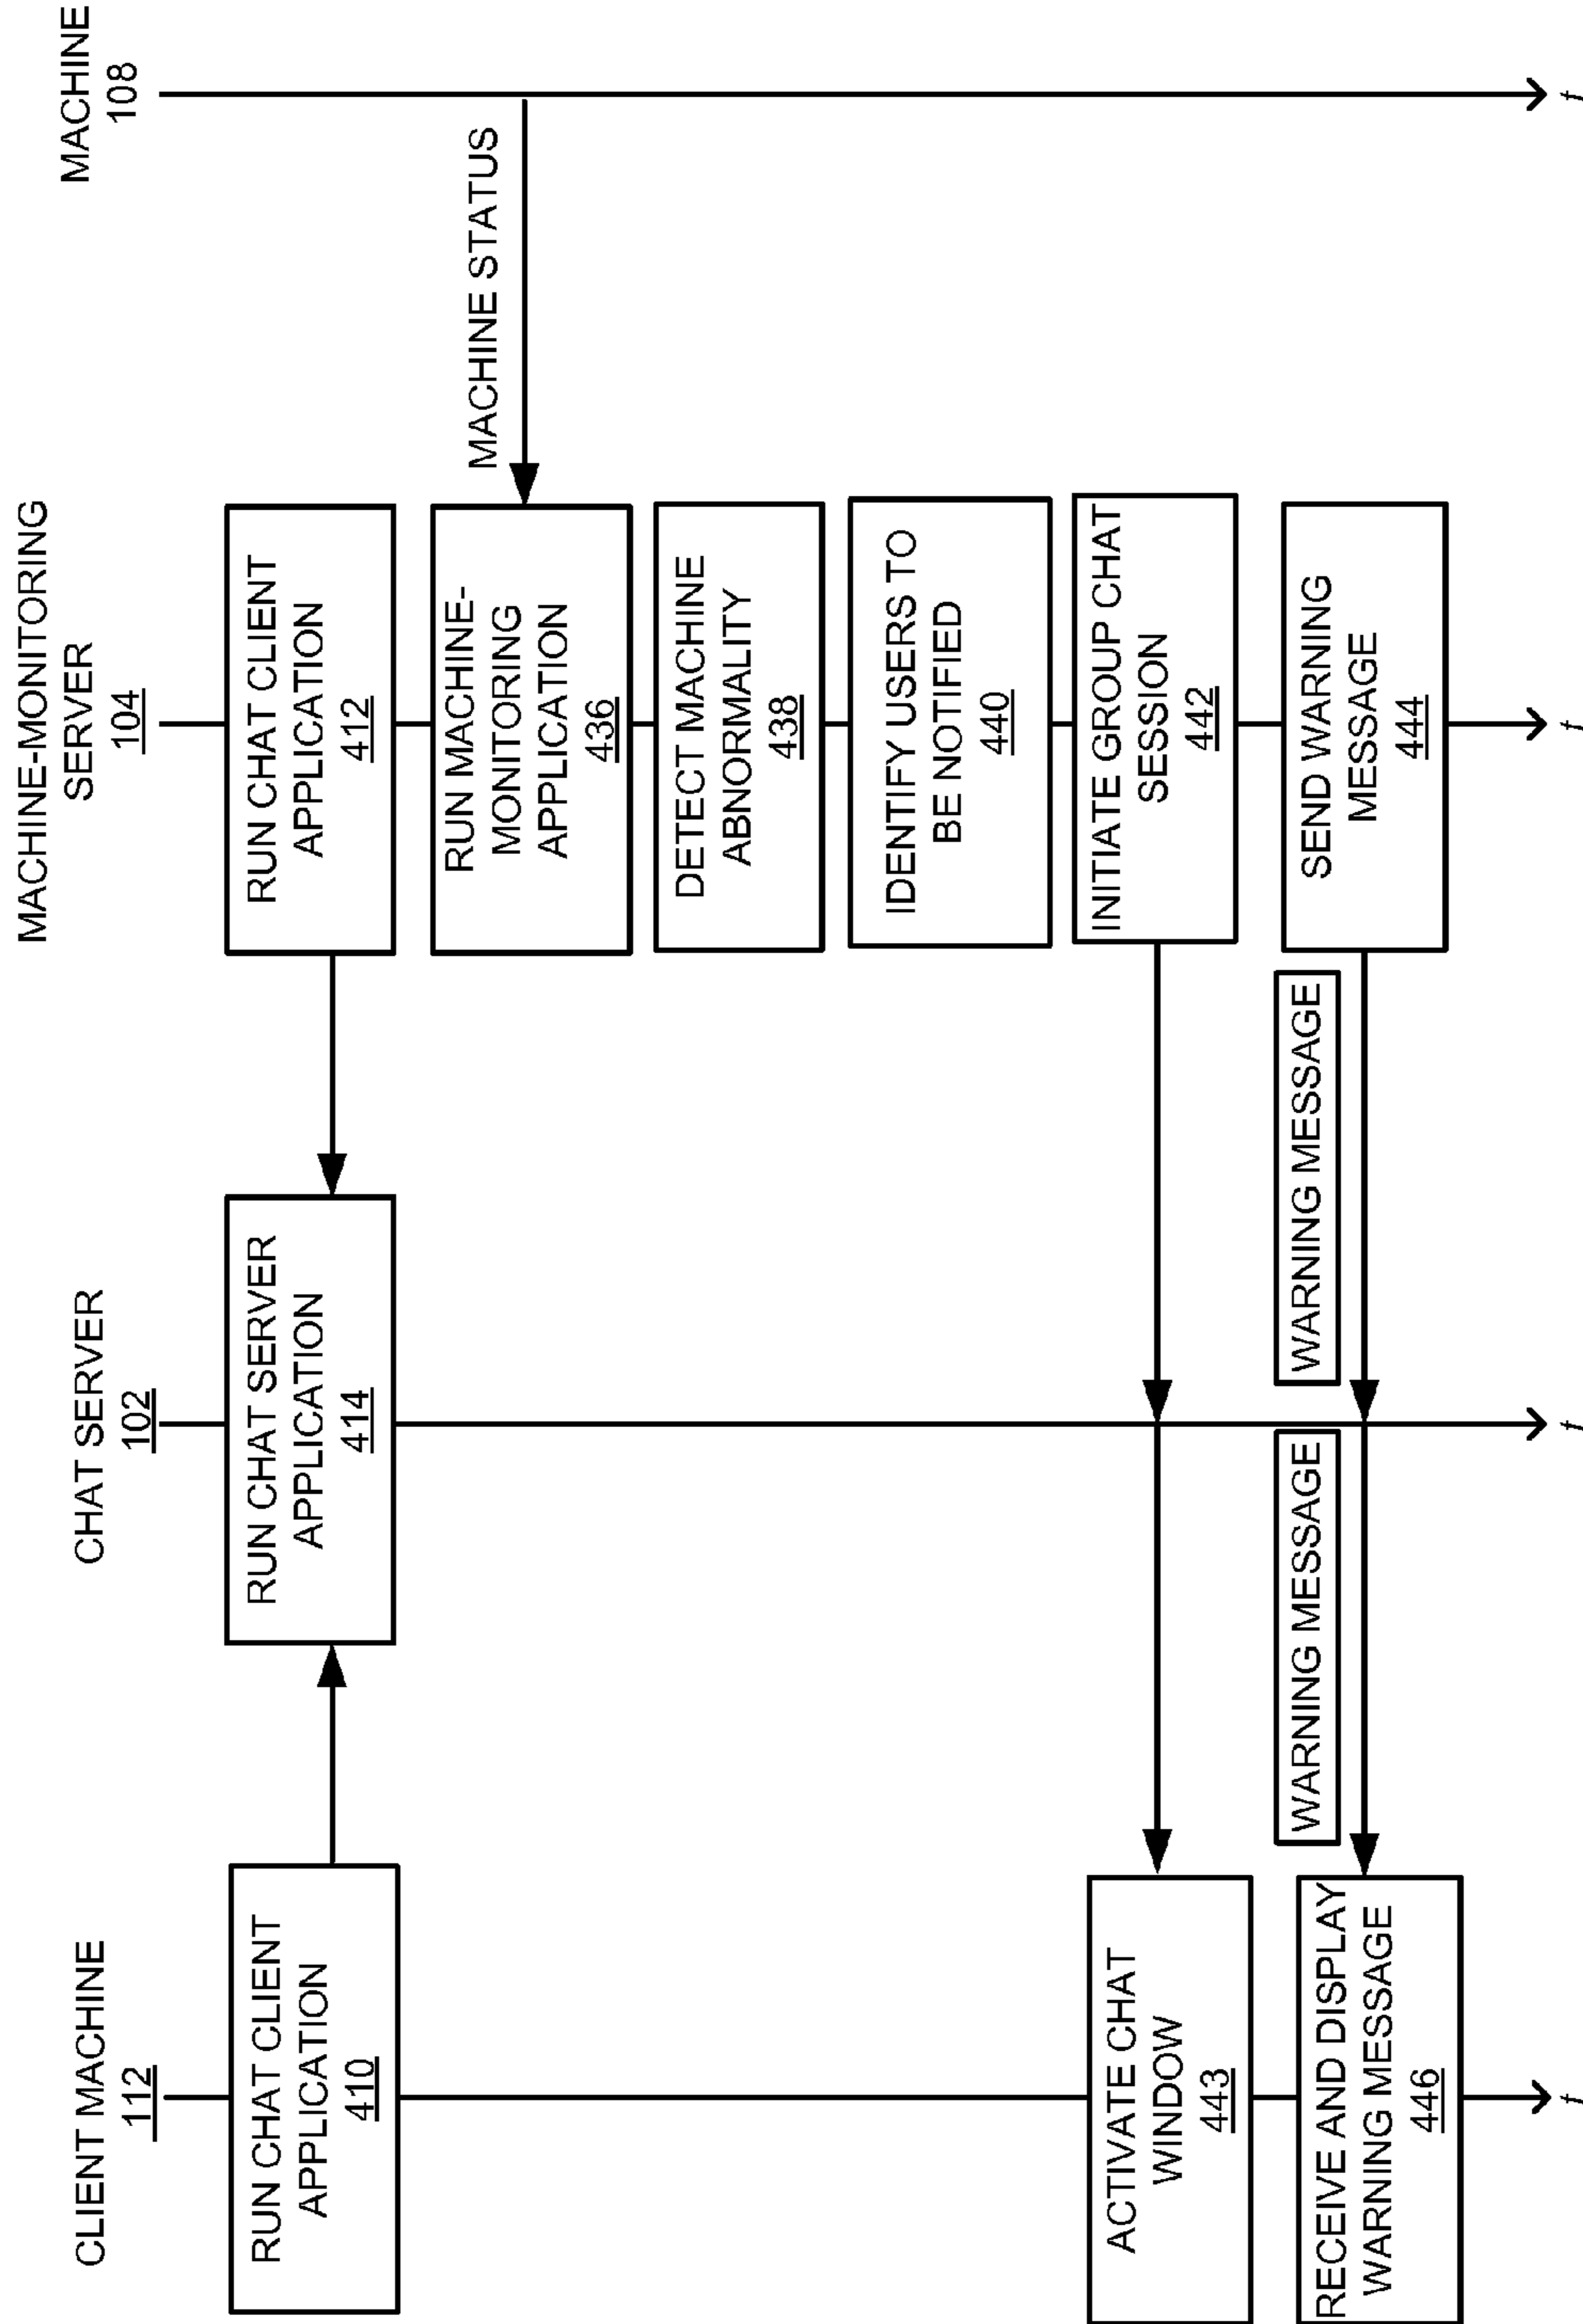 CLIENT MACHINE
112
CHAT SERVER
102
MACHINE-MONITORING
SERVER
104
MACHINE
108
RUN CHAT CLIENT
APPLICATION
410
RUN CHAT SERVER
APPLICATION
414
RUN CHAT CLIENT
APPLICATION
412
RUN MACHINE-
MONITORING
APPLICATION
436
MACHINE STATUS
DETECT MACHINE
ABNORMALITY
438
IDENTIFY USERS TO
BE NOTIFIED
440
ACTIVATE CHAT
WINDOW
443
INITIATE GROUP CHAT
SESSION
442
RECEIVE AND DISPLAY
WARNING MESSAGE
446
WARNING MESSAGE
WARNING MESSAGE
SEND WARNING
MESSAGE
444
t
t
t
t